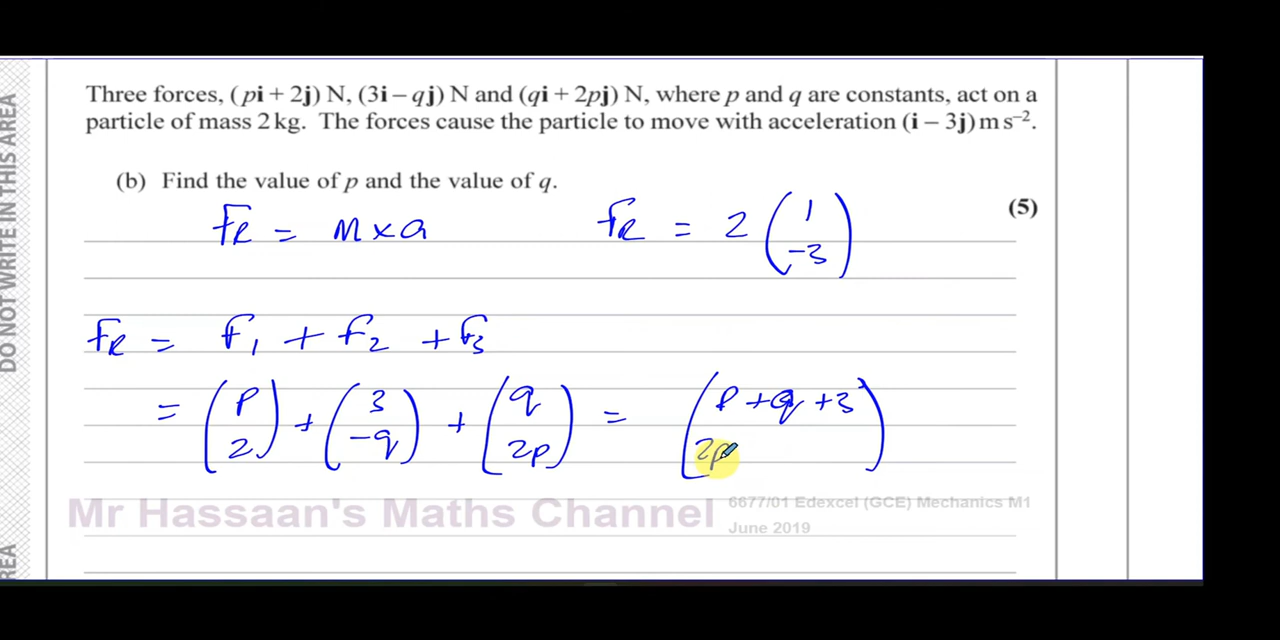 Three forces, (pi + 2j) N, (3i – qj) N and (qi + 2pj) N, where p and q are constants, act on a
particle of mass 2 kg. The forces cause the particle to move with acceleration (i – 3j) m s⁻².
(b) Find the value of p and the value of q.
(5)
FR = m × a    FR = 2 (1 / -3)
FR = F₁ + F₂ + F₃
= (p / 2) + (3 / -q) + (q / 2p) = (p + q + 3 / 2p)
Mr Hassaan's Maths Channel
6677/01 Edexcel (GCE) Mechanics M1
June 2019
DO NOT WRITE IN THIS AREA
REA